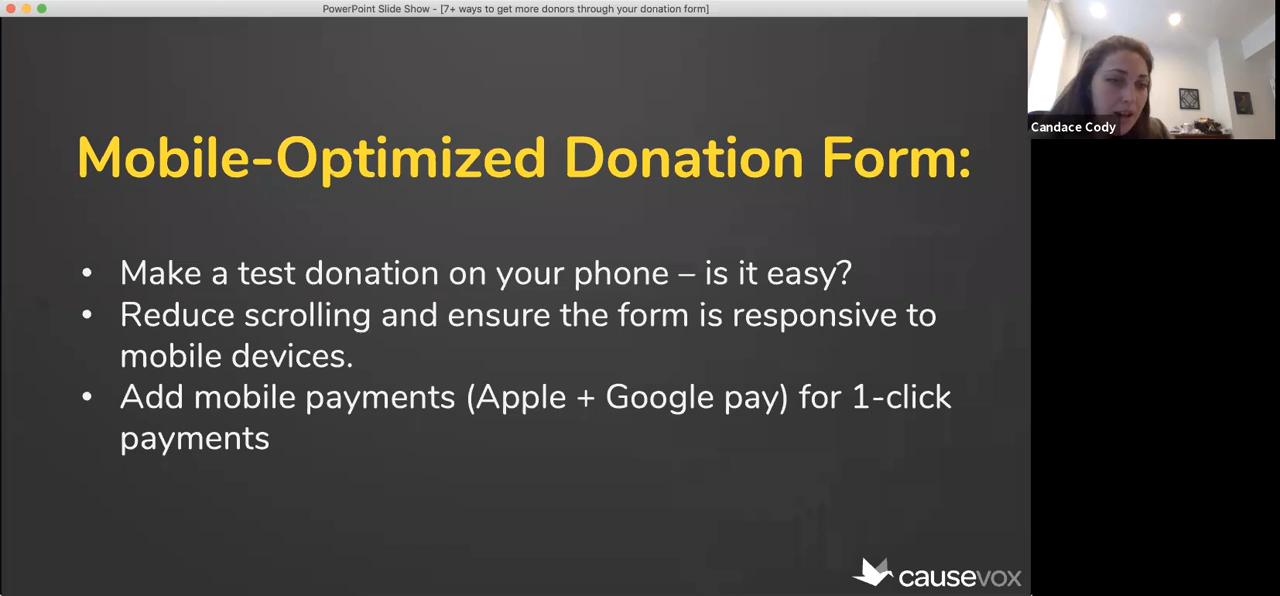 PowerPoint Slide Show - [7+ ways to get more donors through your donation form]
Candace Cody
Mobile-Optimized Donation Form:
• Make a test donation on your phone – is it easy?
• Reduce scrolling and ensure the form is responsive to
mobile devices.
• Add mobile payments (Apple + Google pay) for 1-click
payments
causevox